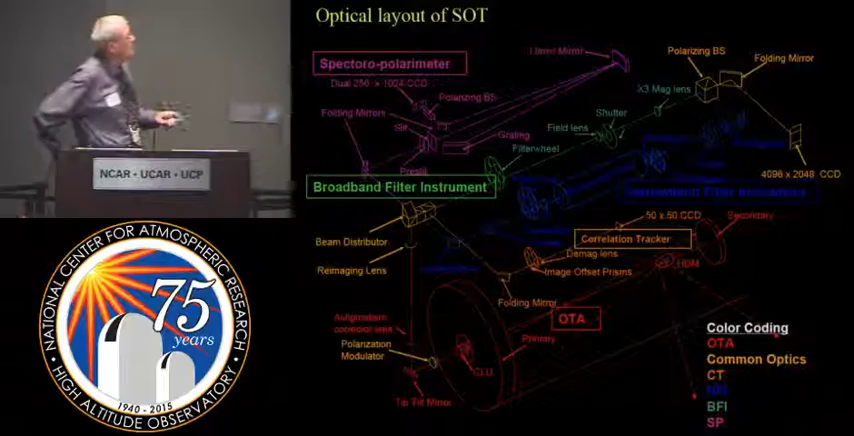 Optical layout of SOT
Spectoro-polarimeter
Littrow Mirror
Polarizing BS
Folding Mirror
Dual 256 x 1024 CCD
Polarizing BS
X3 Mag lens
Folding Mirrors
Slit
Shutter
Field lens
Grating
Filterwheel
Preslit
4096 x 2048 CCD
Broadband Filter Instrument
Narrowband Filter Instrument
50 x 50 CCD
Secondary
Beam Distributor
Correlation Tracker
Demag lens
Reimaging Lens
Image Offset Prisms
HDM
Folding Mirror
Astigmatism
corrector lens
OTA
Polarization
Modulator
Primary
CLU
Tip Tilt Mirror
Color Coding
OTA
Common Optics
CT
NFI
BFI
SP
NCAR · UCAR · UCP
NATIONAL CENTER FOR ATMOSPHERIC RESEARCH
75
years
1940 - 2015
HIGH ALTITUDE OBSERVATORY